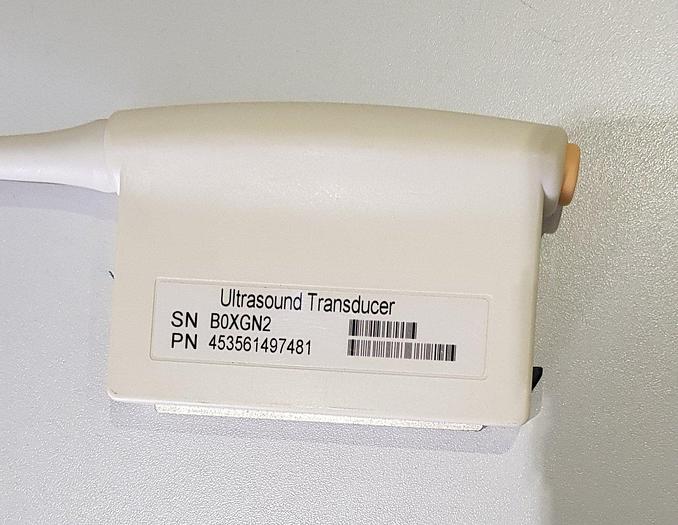 Ultrasound Transducer
SN B0XGN2
PN 453561497481